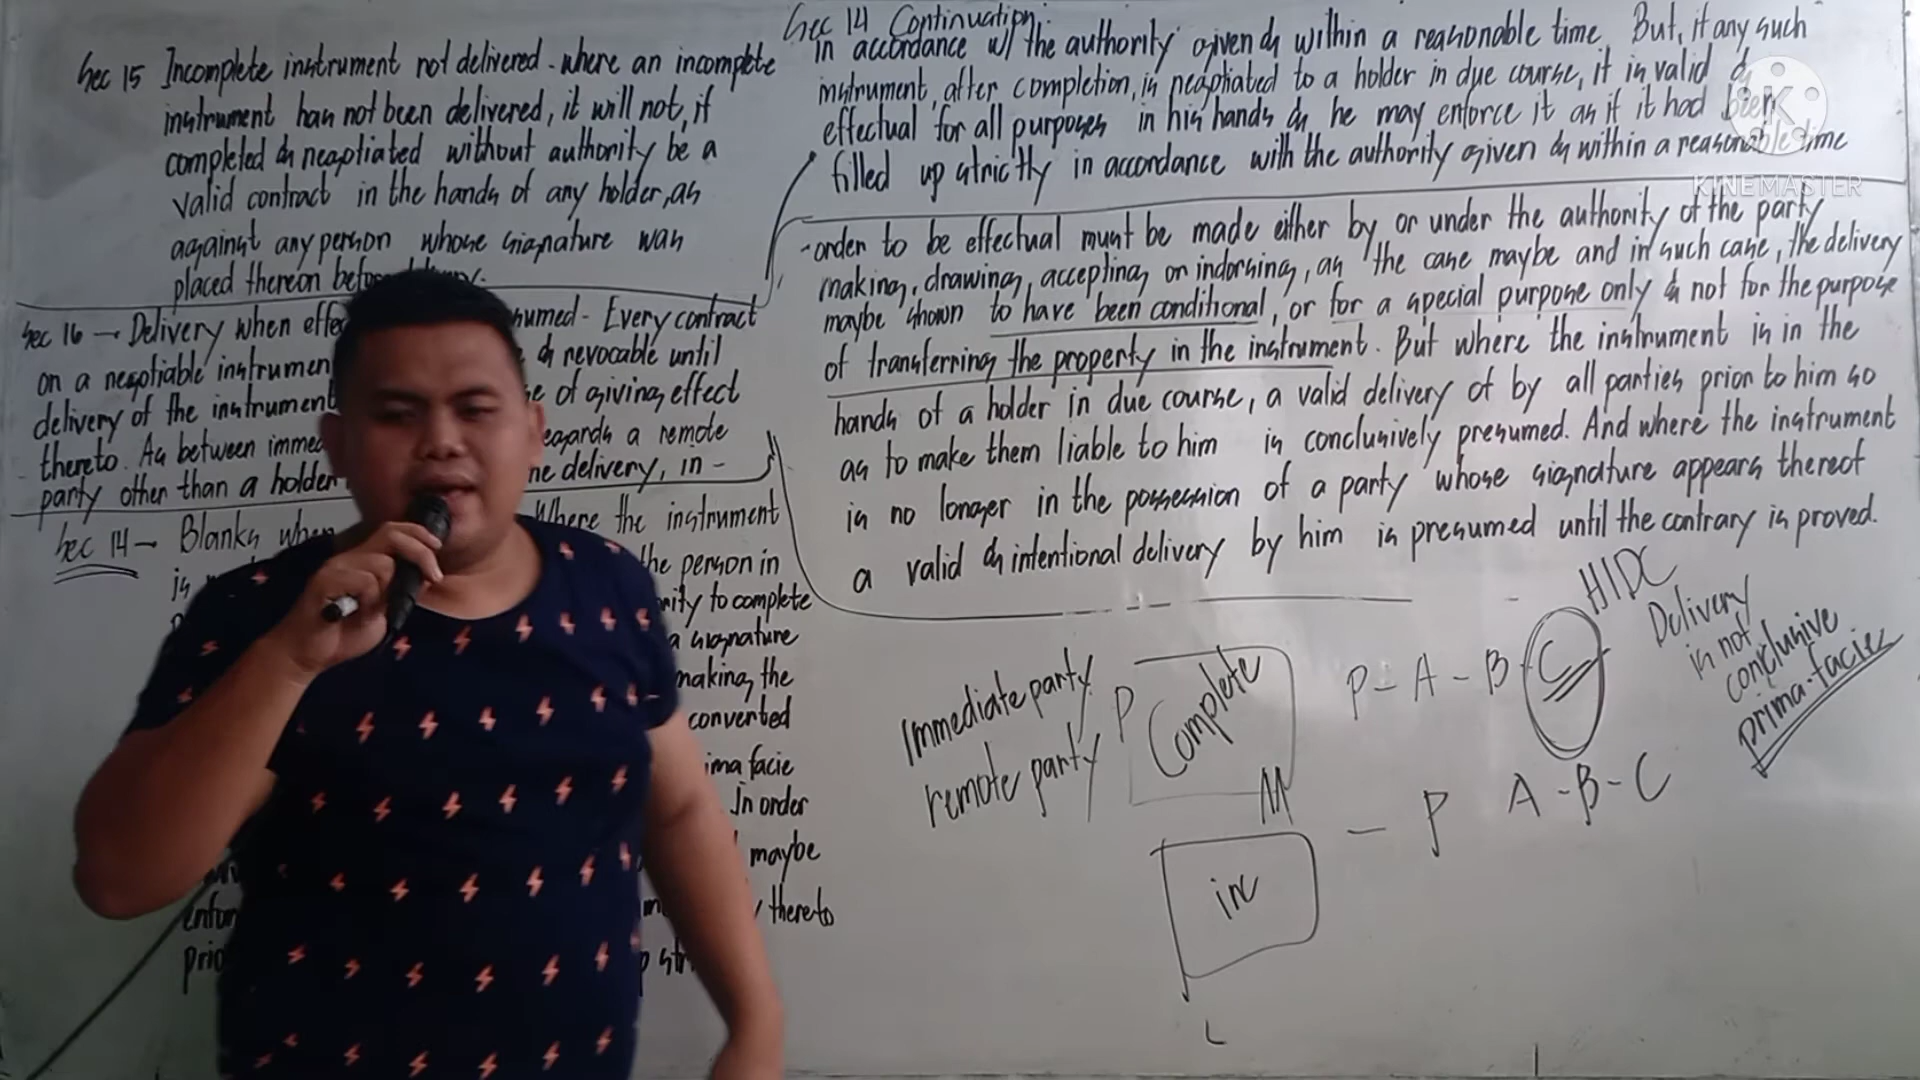 Sec 15 Incomplete instrument not delivered - where an incomplete
instrument has not been delivered, it will not, if
completed & negotiated without authority be a
valid contract in the hands of any holder, as
against any person whose signature was
placed thereon
Sec 16 - Delivery when effe
sumed - Every contract
on a negotiable instrumen
& revocable until
delivery of the instrument
se of giving effect
thereto. As between imme
egards a remote
party other than a holder
he delivery, in -
Sec 14 - Blanks when
Where the instrument
is
the person in
rity to complete
a signature
making the
converted
ima facie
In order
maybe
enfor
thereto
prio
Sec 14 Continuation.
in accordance w/ the authority given & within a reasonable time. But, if any such
instrument, after completion, is negotiated to a holder in due course, it is valid &
effectual for all purposes in his hands & he may enforce it as if it had been
filled up strictly in accordance with the authority given & within a reasonable time
KINEMASTER
-order to be effectual must be made either by or under the authority of the party
making, drawing, accepting or indorsing, as the case maybe and in such case, the delivery
maybe shown to have been conditional, or for a special purpose only & not for the purpose
of transferring the property in the instrument. But where the instrument is in the
hands of a holder in due course, a valid delivery of by all parties prior to him so
as to make them liable to him is conclusively presumed. And where the instrument
is no longer in the possession of a party whose signature appears thereof
a valid & intentional delivery by him is presumed until the contrary is proved.
Immediate party
remote party
P
Complete
M
P - A - B - C
HIDC
Delivery
is not
conclusive
prima-facie
- P A - B - C
inc
L